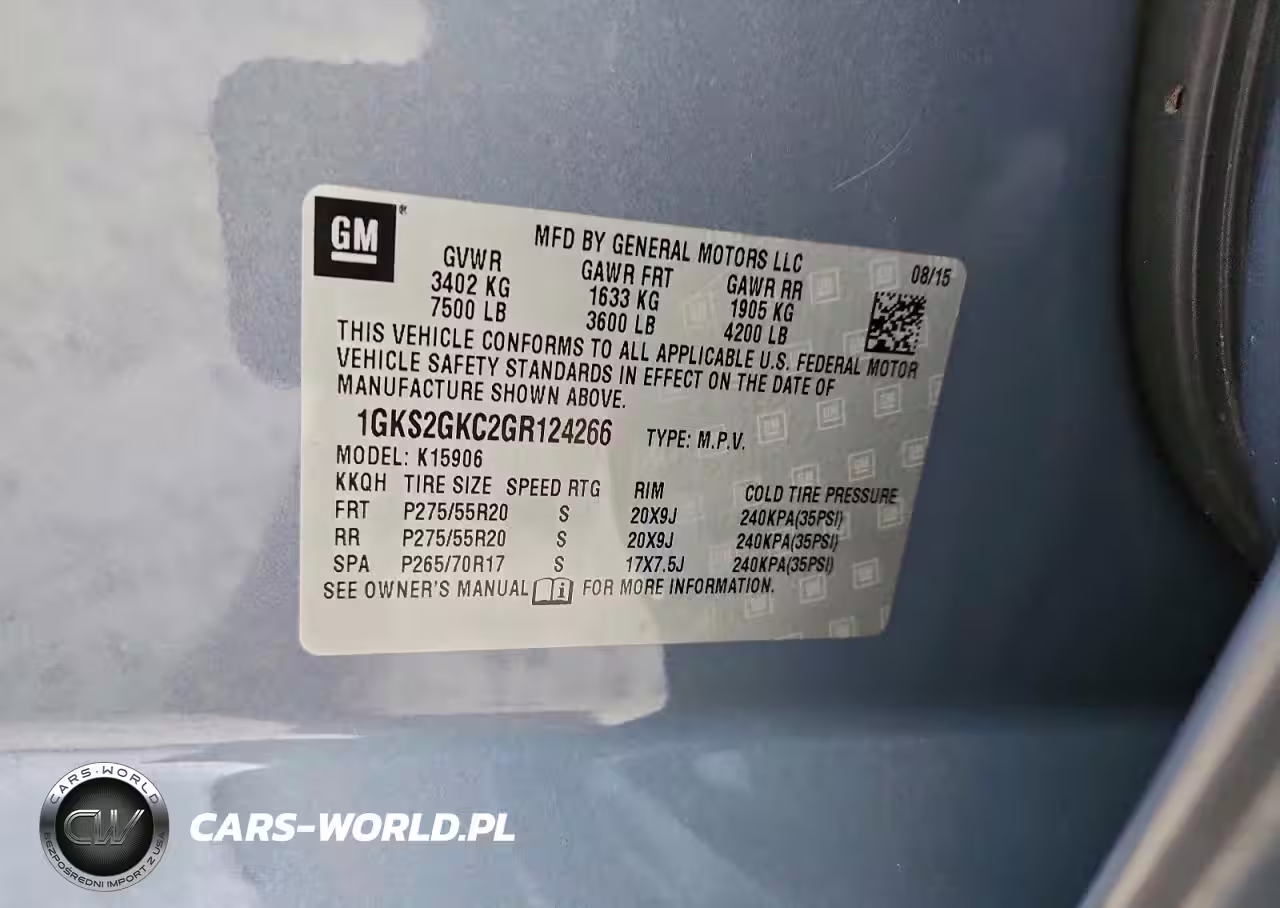 GM
MFD BY GENERAL MOTORS LLC
08/15
GVWR GAWR FRT GAWR RR
3402 KG 1633 KG 1905 KG
7500 LB 3600 LB 4200 LB
THIS VEHICLE CONFORMS TO ALL APPLICABLE U.S. FEDERAL MOTOR
VEHICLE SAFETY STANDARDS IN EFFECT ON THE DATE OF
MANUFACTURE SHOWN ABOVE.
1GKS2GKC2GR124266 TYPE: M.P.V.
MODEL: K15906
KKQH TIRE SIZE SPEED RTG RIM COLD TIRE PRESSURE
FRT P275/55R20 S 20X9J 240KPA(35PSI)
RR P275/55R20 S 20X9J 240KPA(35PSI)
SPA P265/70R17 S 17X7.5J 240KPA(35PSI)
SEE OWNER'S MANUAL i FOR MORE INFORMATION.
CARS-WORLD
CW
BEZPOŚREDNI IMPORT Z USA
CARS-WORLD.PL